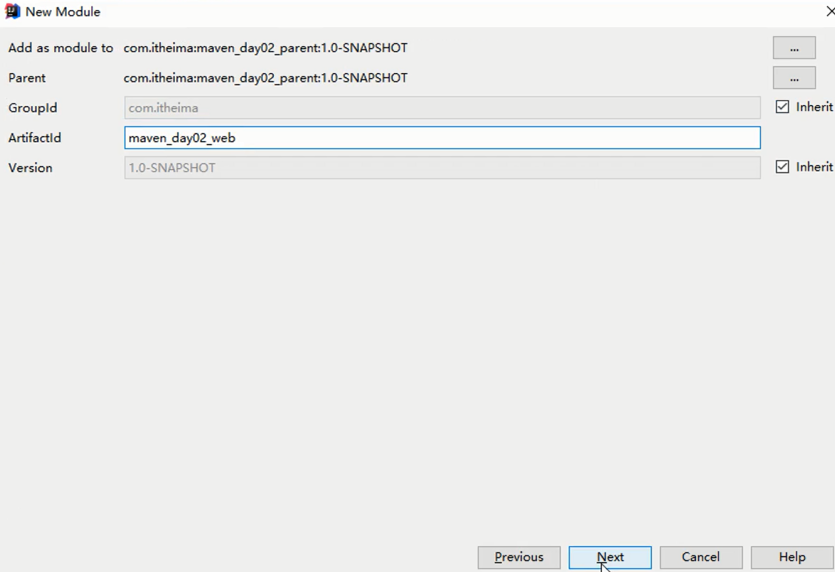 New Module
Add as module to com.itheima:maven_day02_parent:1.0-SNAPSHOT ...
Parent com.itheima:maven_day02_parent:1.0-SNAPSHOT ...
GroupId com.itheima Inherit
ArtifactId maven_day02_web
Version 1.0-SNAPSHOT Inherit
Previous Next Cancel Help